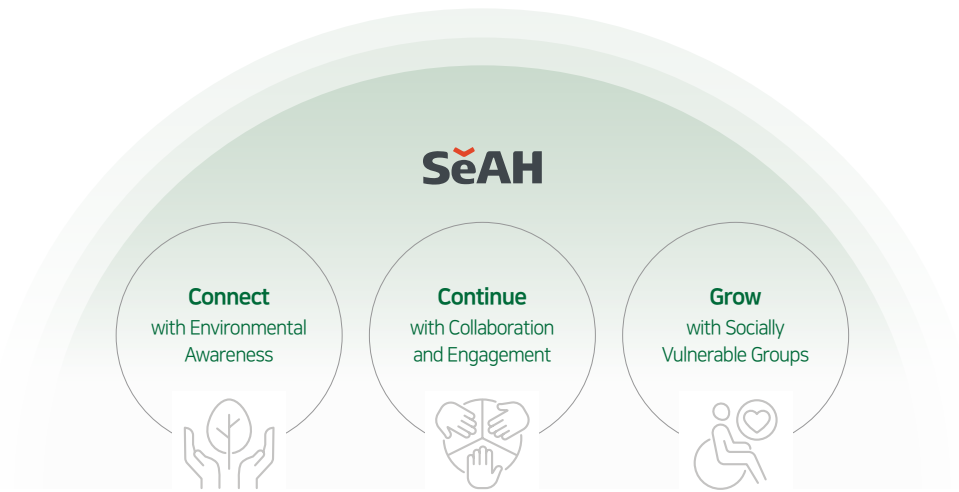 SeAH
Connect
with Environmental
Awareness
Continue
with Collaboration
and Engagement
Grow
with Socially
Vulnerable Groups